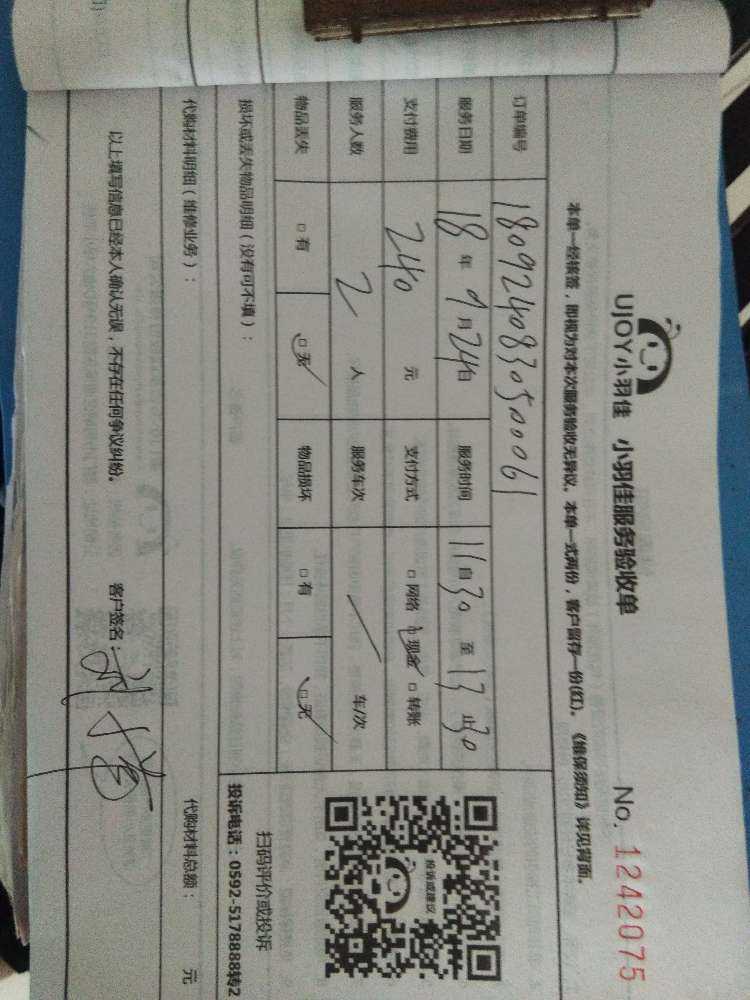 UJOY小羽佳 小羽佳服务验收单 No. 1242075
本单一经核签，即视为对本次服务验收无异议。本单一式两份，客户留存一份(红)。《维保须知》详见背面。
订单编号 1809240830500061
服务日期 18年9月24日 服务时间 11自30至13止30
支付费用 240元 支付方式 □网络 □现金✓ □转账
服务人数 2人 服务车次 / 车/次
物品丢失 □有 □无✓ 物品损坏 □有 □无✓
投诉或建议
扫码评价或投诉
投诉电话：0592-5178888转2
损坏或丢失物品明细（没有可不填）：
代购材料明细（维修业务）： 代购材料总额： 元
以上填写信息已经本人确认无误，不存在任何争议纠纷。 客户签名：